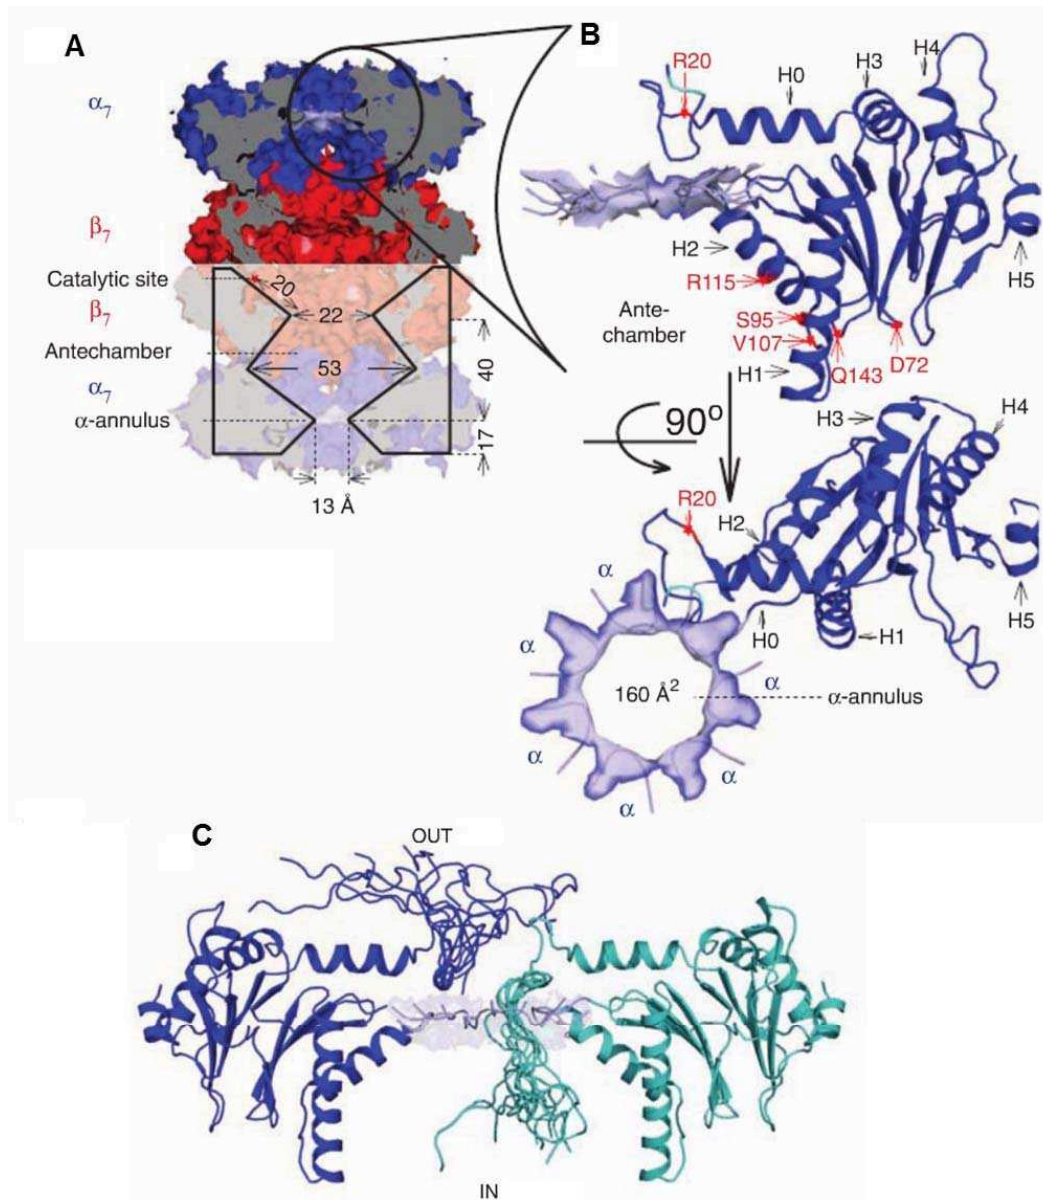 A
α7
β7
Catalytic site
20
β7
22
Antechamber
53
40
α7
α-annulus
17
13 Å
B
R20
H0
H3
H4
H2
R115
H5
Ante-
chamber
S95
V107
H1
Q143
D72
90o
H3
H4
R20
H2
α
H5
H0
H1
α
160 Å2
α
α-annulus
α
α
α
α
C
OUT
IN